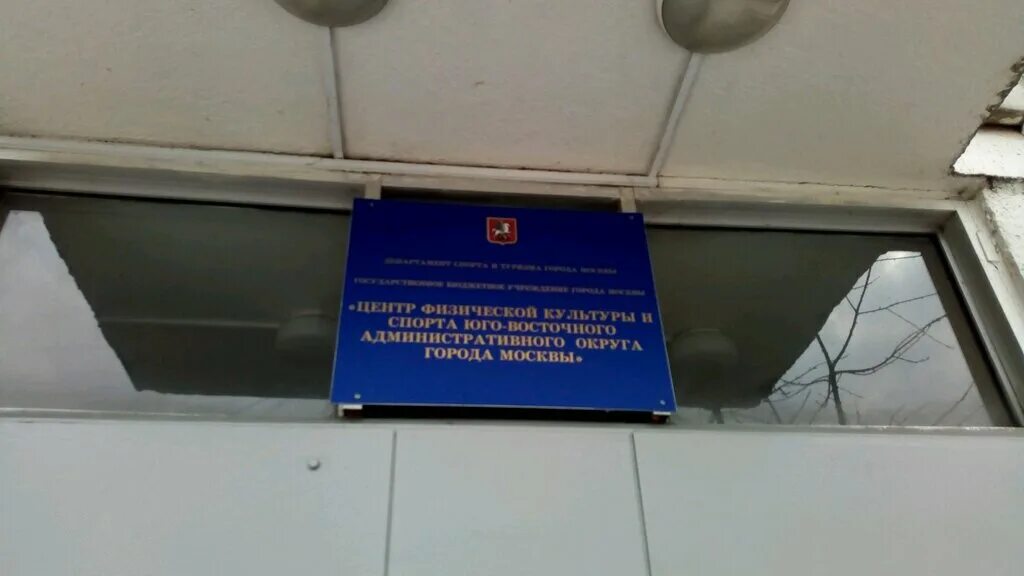 ДЕПАРТАМЕНТ СПОРТА И ТУРИЗМА ГОРОДА МОСКВЫ
ГОСУДАРСТВЕННОЕ БЮДЖЕТНОЕ УЧРЕЖДЕНИЕ ГОРОДА МОСКВЫ
«ЦЕНТР ФИЗИЧЕСКОЙ КУЛЬТУРЫ И
СПОРТА ЮГО-ВОСТОЧНОГО
АДМИНИСТРАТИВНОГО ОКРУГА
ГОРОДА МОСКВЫ»